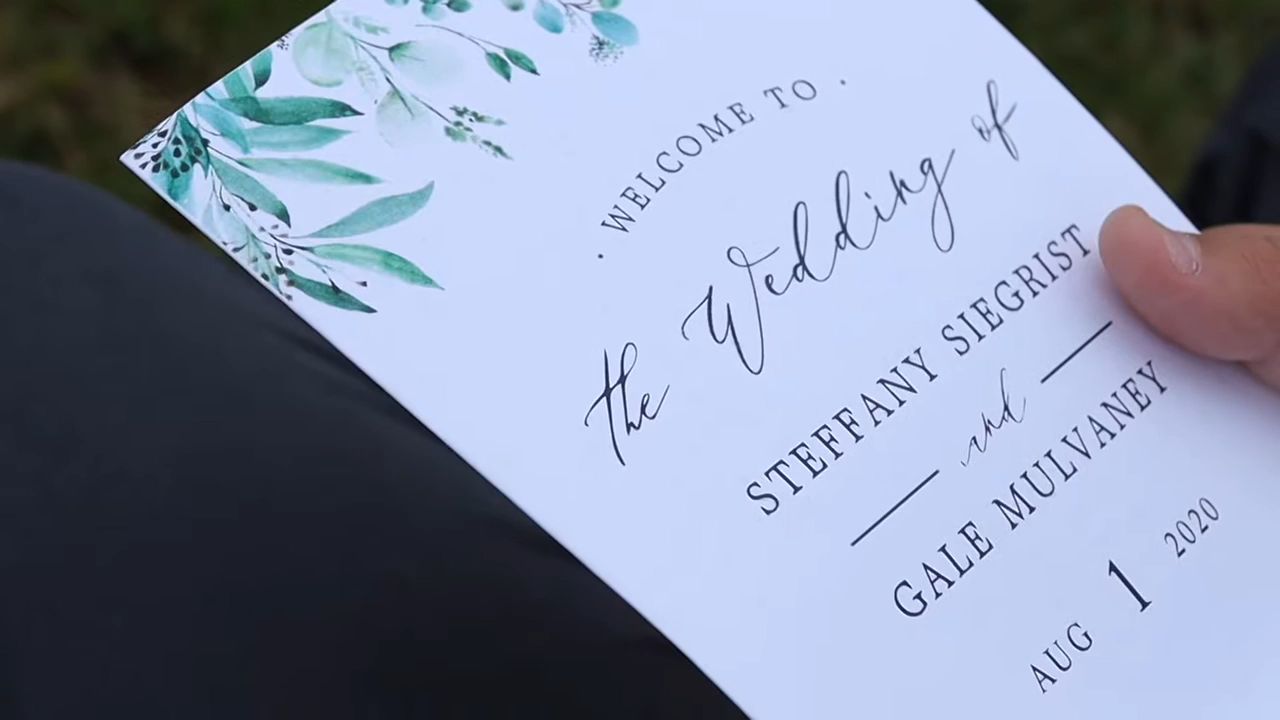 · WELCOME TO ·
the Wedding of
STEFFANY SIEGRIST
and
GALE MULVANEY
AUG 1 2020